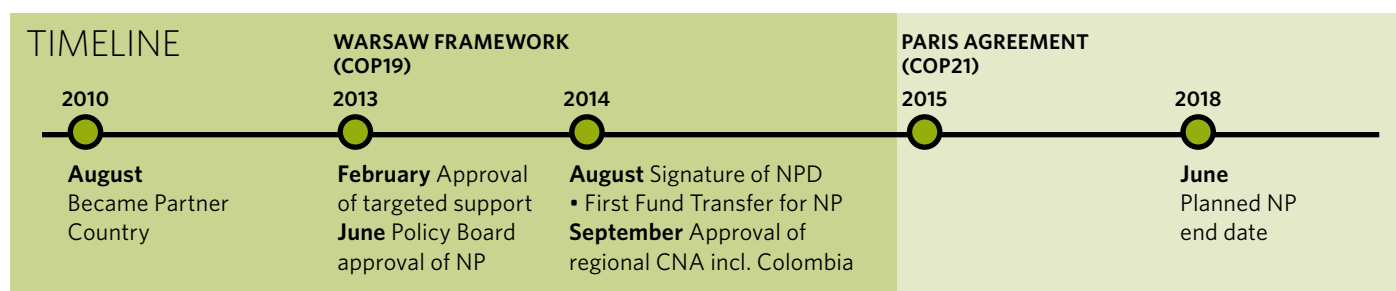 TIMELINE
WARSAW FRAMEWORK
(COP19)
PARIS AGREEMENT
(COP21)
2010
2013
2014
2015
2018
August
Became Partner
Country
February Approval
of targeted support
June Policy Board
approval of NP
August Signature of NPD
• First Fund Transfer for NP
September Approval of
regional CNA incl. Colombia
June
Planned NP
end date